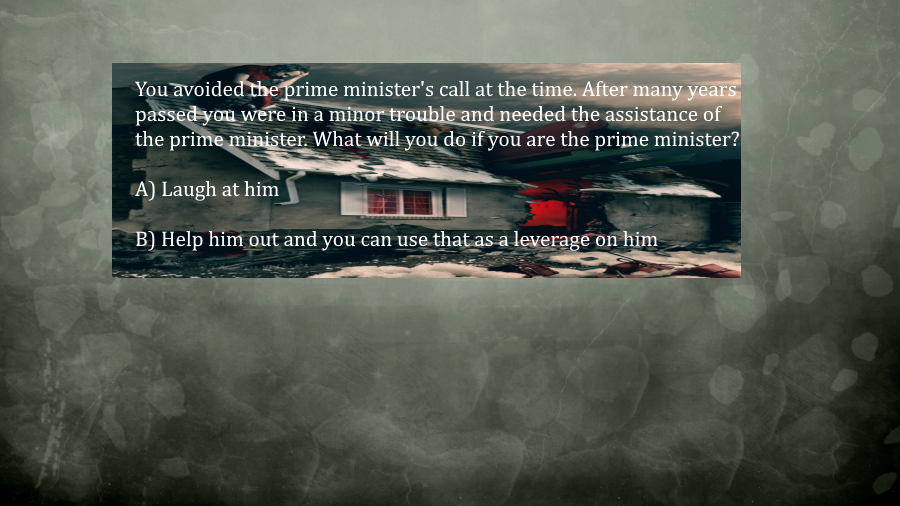 You avoided the prime minister's call at the time. After many years
passed you were in a minor trouble and needed the assistance of
the prime minister. What will you do if you are the prime minister?
A) Laugh at him
B) Help him out and you can use that as a leverage on him